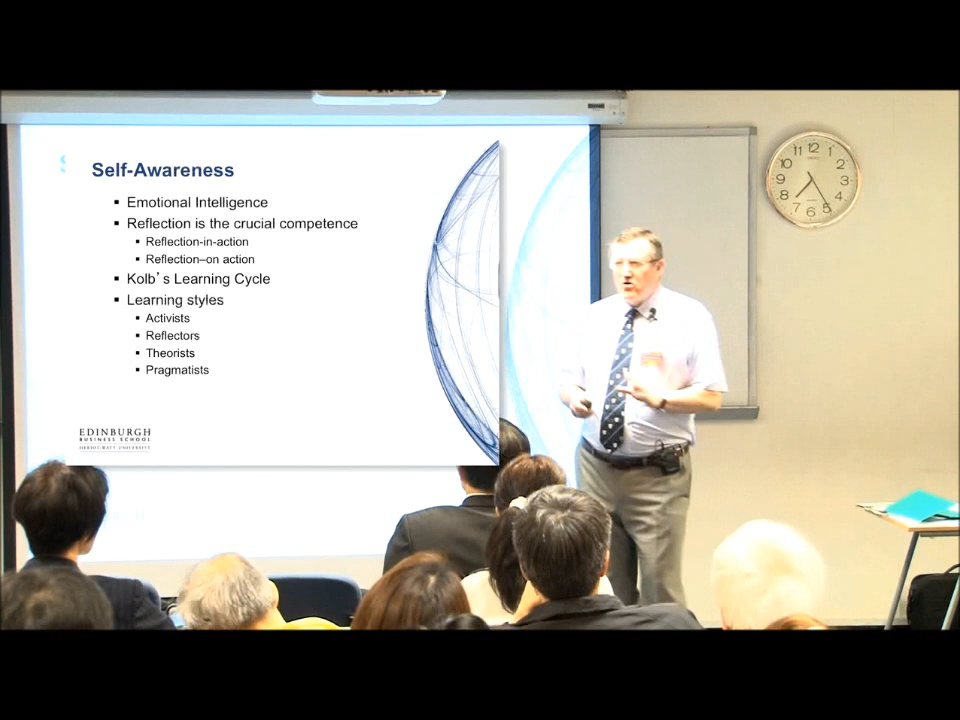 Self-Awareness
▪ Emotional Intelligence
▪ Reflection is the crucial competence
▪ Reflection-in-action
▪ Reflection–on action
▪ Kolb’s Learning Cycle
▪ Learning styles
▪ Activists
▪ Reflectors
▪ Theorists
▪ Pragmatists
EDINBURGH
BUSINESS SCHOOL
HERIOT-WATT UNIVERSITY
12
1
2
3
4
5
6
7
8
9
10
11